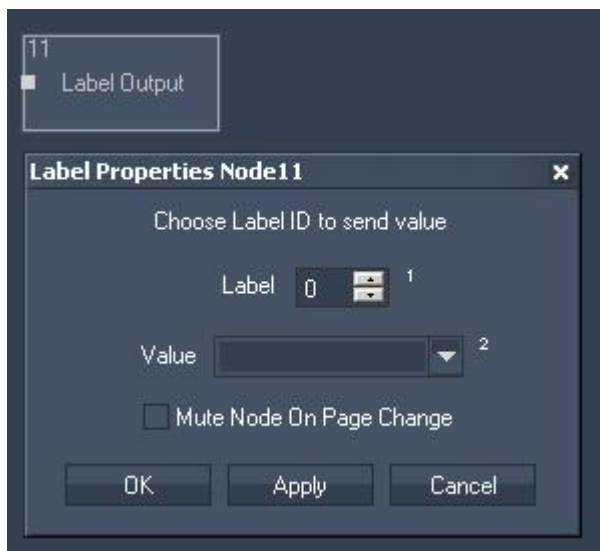 11
Label Output
Label Properties Node11
Choose Label ID to send value
Label 0 1
Value 2
Mute Node On Page Change
OK Apply Cancel